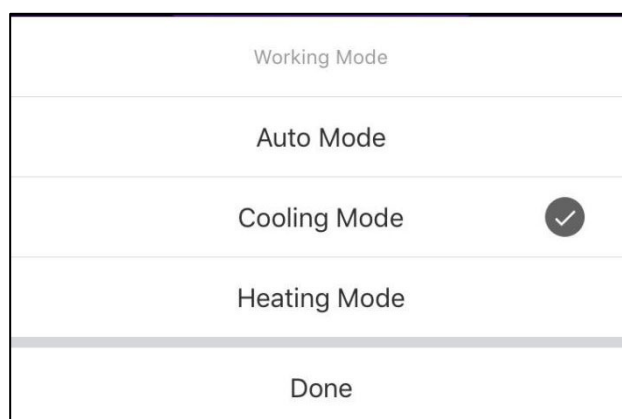 Working Mode
Auto Mode
Cooling Mode
Heating Mode
Done